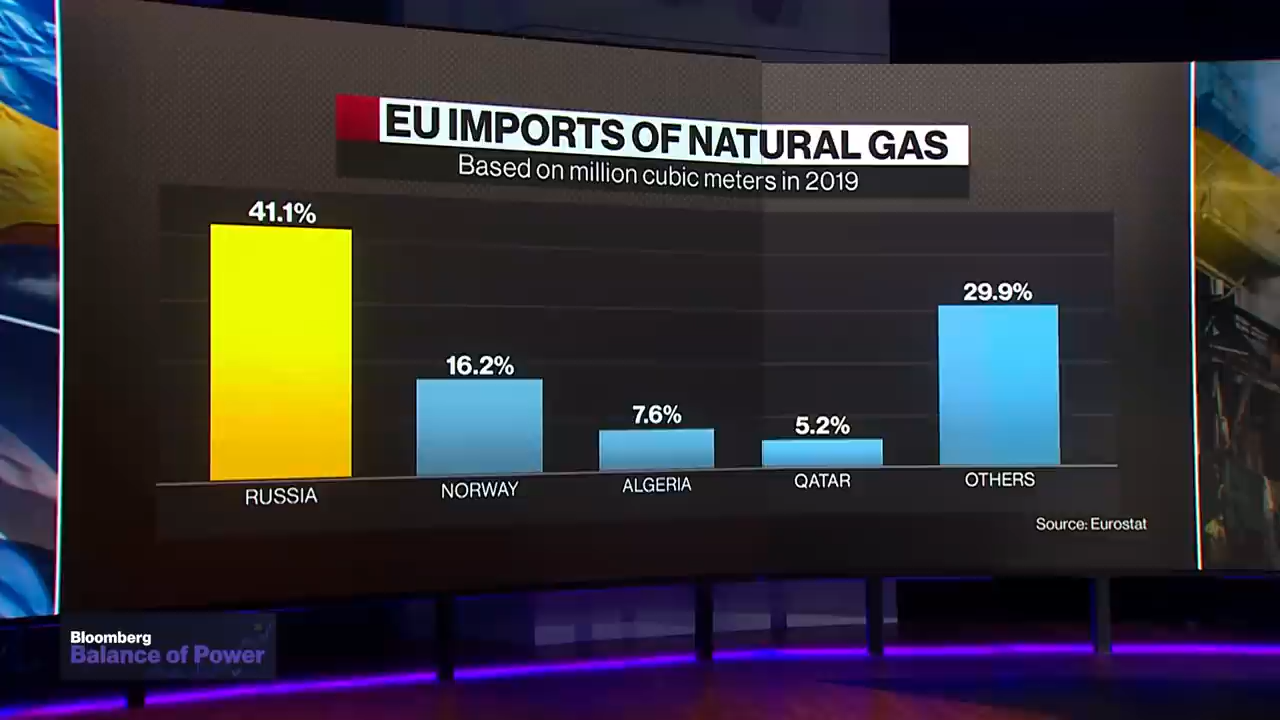 EU IMPORTS OF NATURAL GAS
Based on million cubic meters in 2019
41.1%
16.2%
7.6%
5.2%
29.9%
RUSSIA
NORWAY
ALGERIA
QATAR
OTHERS
Source: Eurostat
Bloomberg
Balance of Power